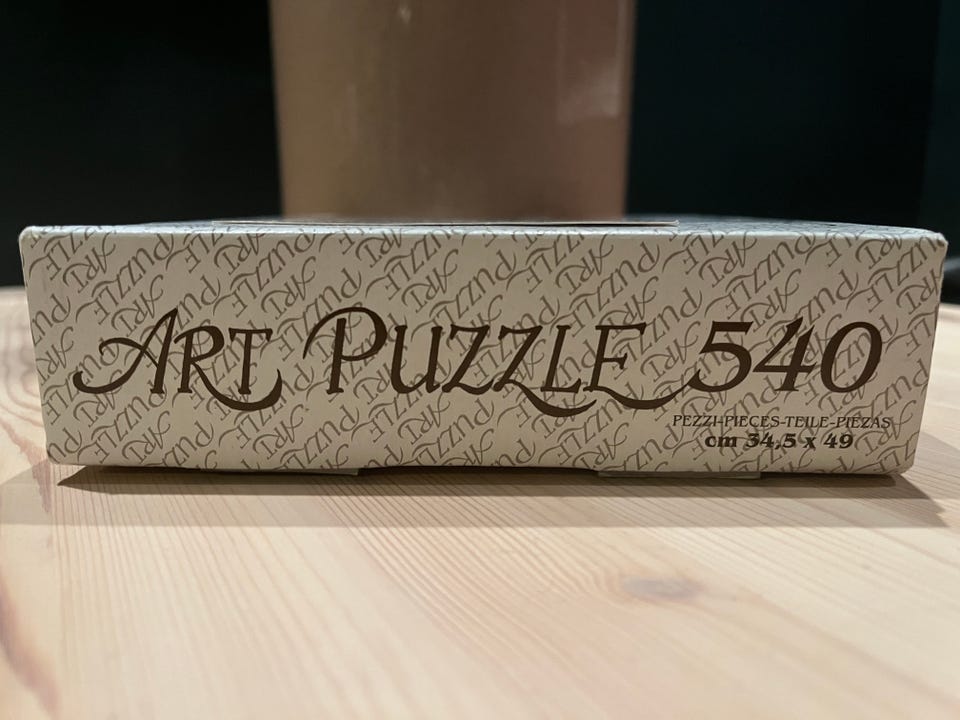 ART PUZZLE 540
PEZZI-PIECES-TEILE-PIEZAS
cm 34,5 x 49